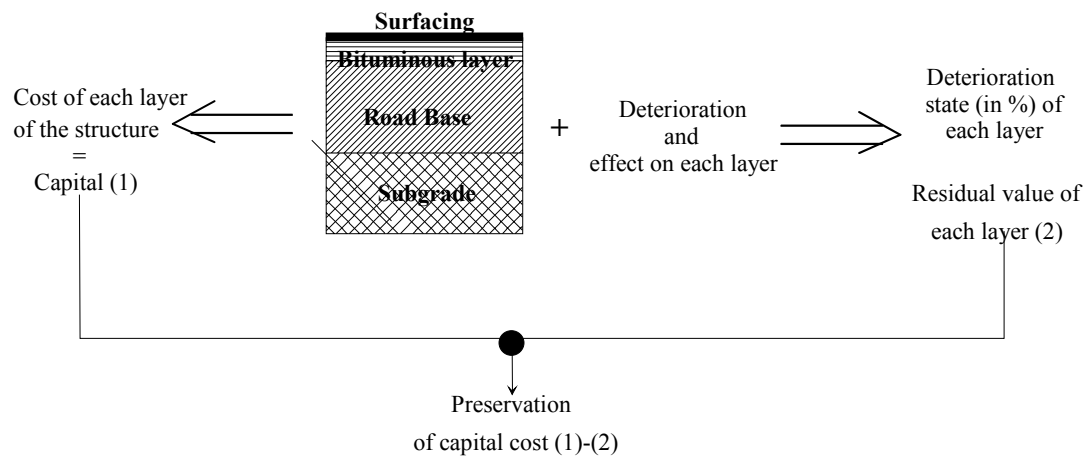 Surfacing
Bituminous layer
Road Base
Subgrade
Cost of each layer
of the structure
=
Capital (1)
+
Deterioration
and
effect on each layer
Deterioration
state (in %) of
each layer
Residual value of
each layer (2)
Preservation
of capital cost (1)-(2)